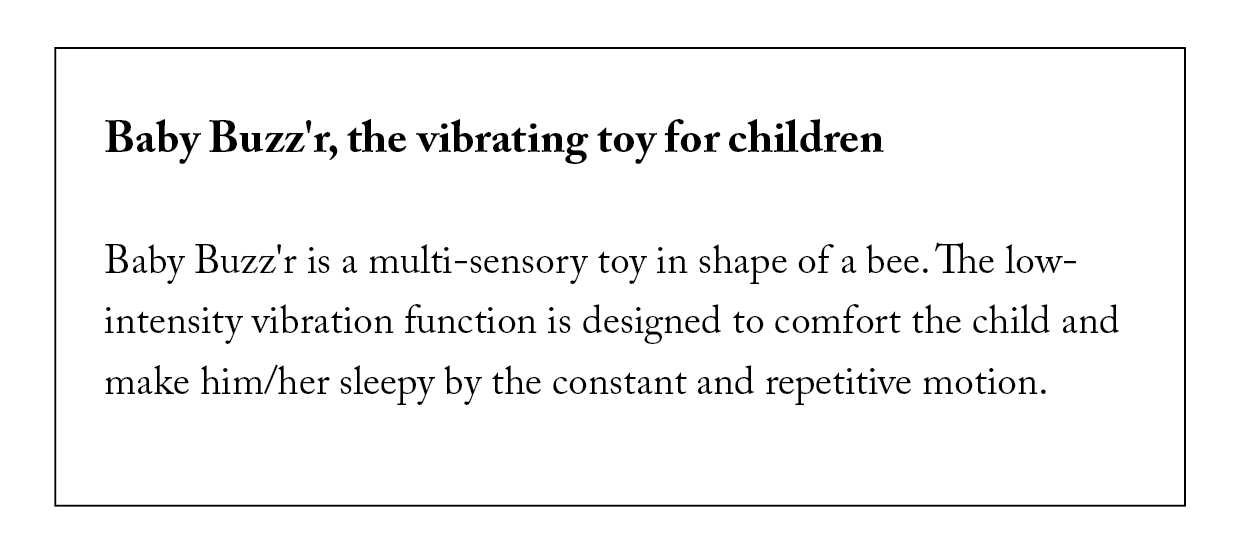 Baby Buzz'r, the vibrating toy for children
Baby Buzz'r is a multi-sensory toy in shape of a bee. The low-
intensity vibration function is designed to comfort the child and
make him/her sleepy by the constant and repetitive motion.